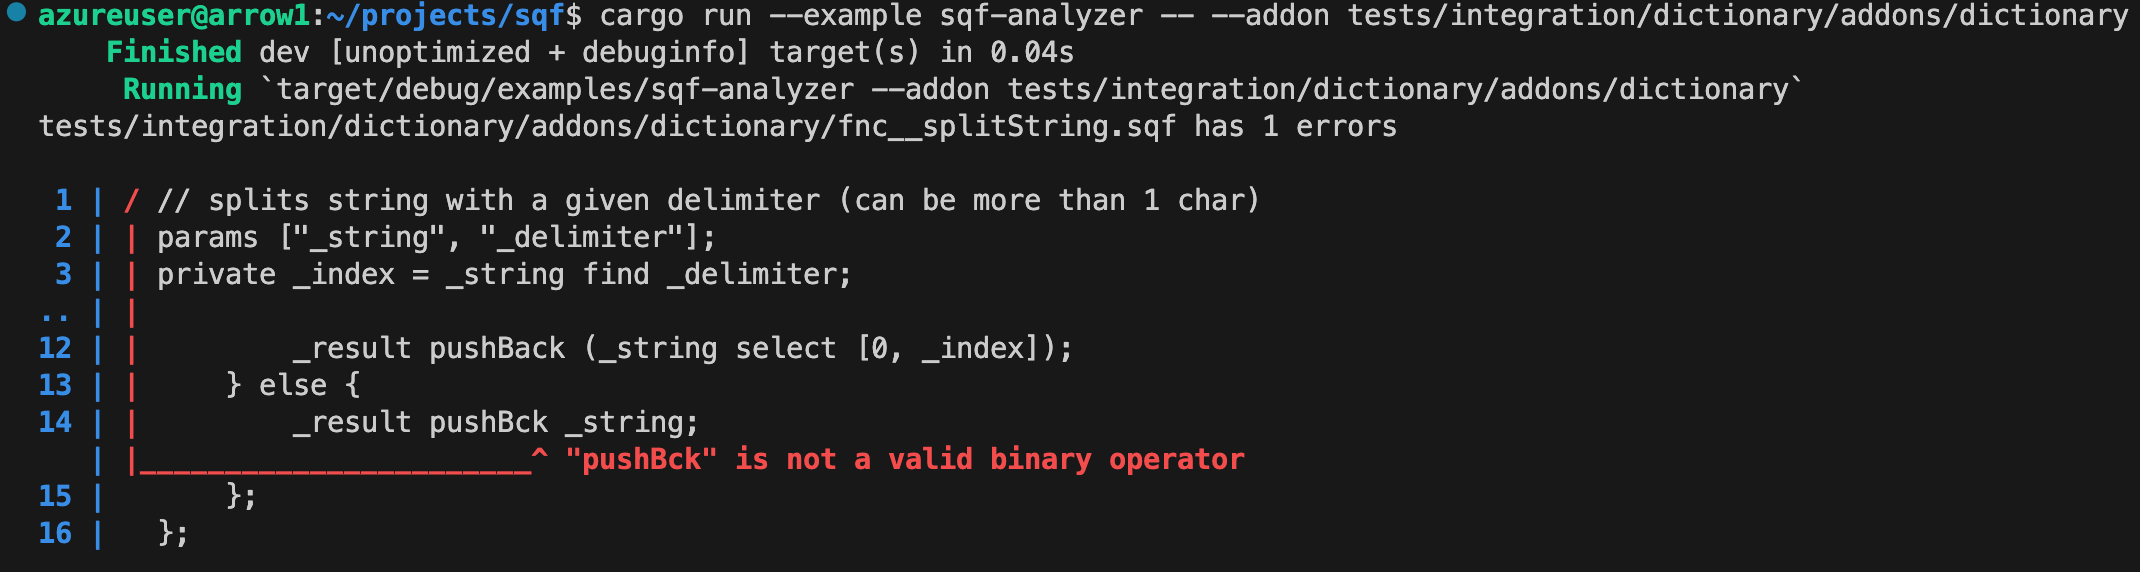 azureuser@arrow1:~/projects/sqf$ cargo run --example sqf-analyzer -- --addon tests/integration/dictionary/addons/dictionary
    Finished dev [unoptimized + debuginfo] target(s) in 0.04s
     Running `target/debug/examples/sqf-analyzer --addon tests/integration/dictionary/addons/dictionary`
tests/integration/dictionary/addons/dictionary/fnc__splitString.sqf has 1 errors

 1 | / // splits string with a given delimiter (can be more than 1 char)
 2 | | params ["_string", "_delimiter"];
 3 | | private _index = _string find _delimiter;
.. | |
12 | |         _result pushBack (_string select [0, _index]);
13 | |     } else {
14 | |         _result pushBck _string;
   | |_______________________^ "pushBck" is not a valid binary operator
15 |       };
16 |   };